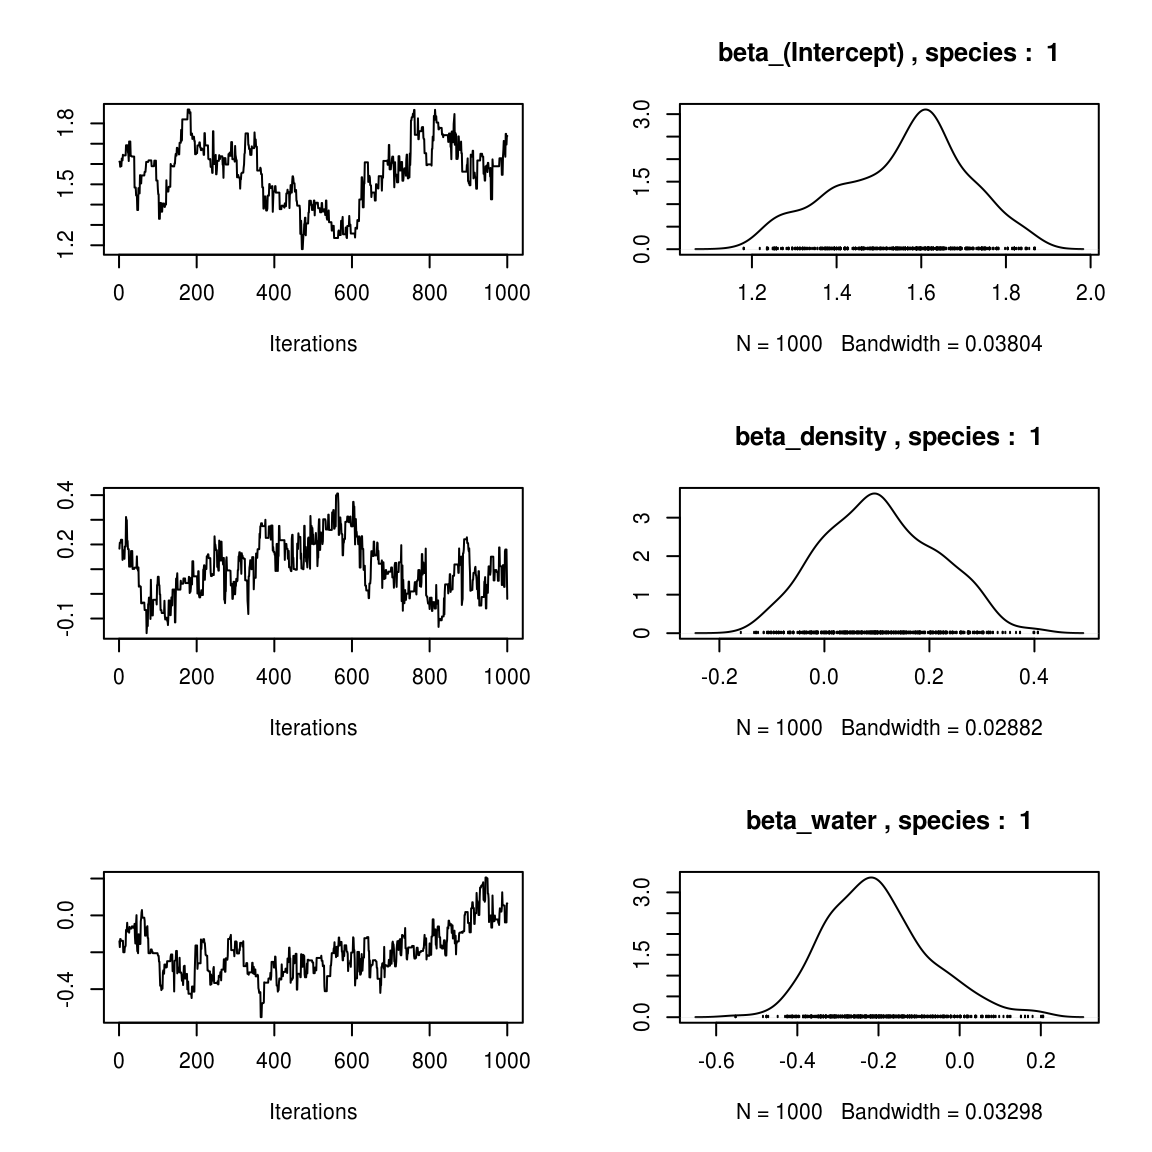 beta_(Intercept) , species :  1
1.2 1.5 1.8
0 200 400 600 800 1000
Iterations
0.0 1.5 3.0
1.2 1.4 1.6 1.8 2.0
N = 1000   Bandwidth = 0.03804
beta_density , species :  1
-0.1 0.2 0.4
0 200 400 600 800 1000
Iterations
0 1 2 3
-0.2 0.0 0.2 0.4
N = 1000   Bandwidth = 0.02882
beta_water , species :  1
-0.4 0.0
0 200 400 600 800 1000
Iterations
0.0 1.5 3.0
-0.6 -0.4 -0.2 0.0 0.2
N = 1000   Bandwidth = 0.03298